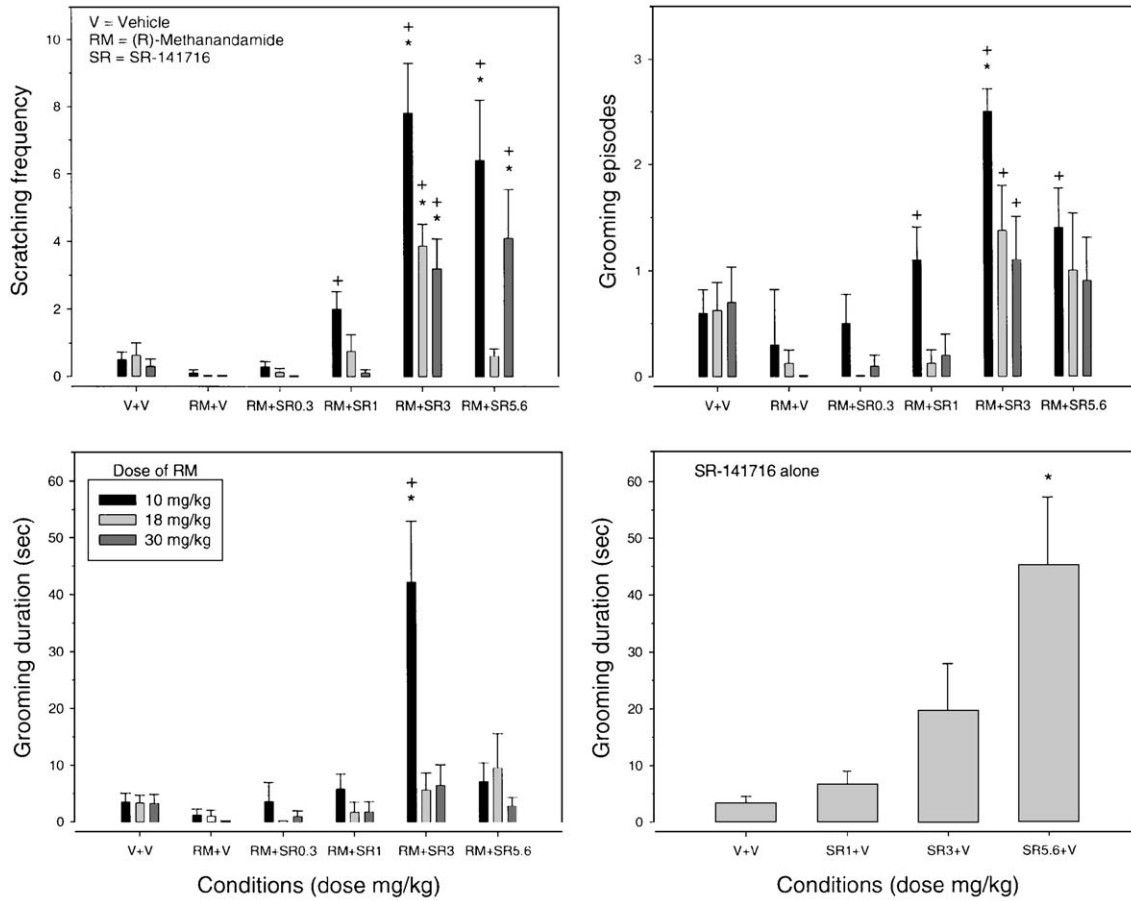 V = Vehicle
RM = (R)-Methanandamide
SR = SR-141716
Scratching frequency
10
8
6
4
2
0
+
*
+
*
+
*
+
*
+
*
+
V+V RM+V RM+SR0.3 RM+SR1 RM+SR3 RM+SR5.6
Grooming episodes
3
2
1
0
+
*
+
+
+
+
V+V RM+V RM+SR0.3 RM+SR1 RM+SR3 RM+SR5.6
Grooming duration (sec)
60
50
40
30
20
10
0
Dose of RM
10 mg/kg
18 mg/kg
30 mg/kg
+
*
V+V RM+V RM+SR0.3 RM+SR1 RM+SR3 RM+SR5.6
Conditions (dose mg/kg)
SR-141716 alone
Grooming duration (sec)
60
50
40
30
20
10
0
*
V+V SR1+V SR3+V SR5.6+V
Conditions (dose mg/kg)